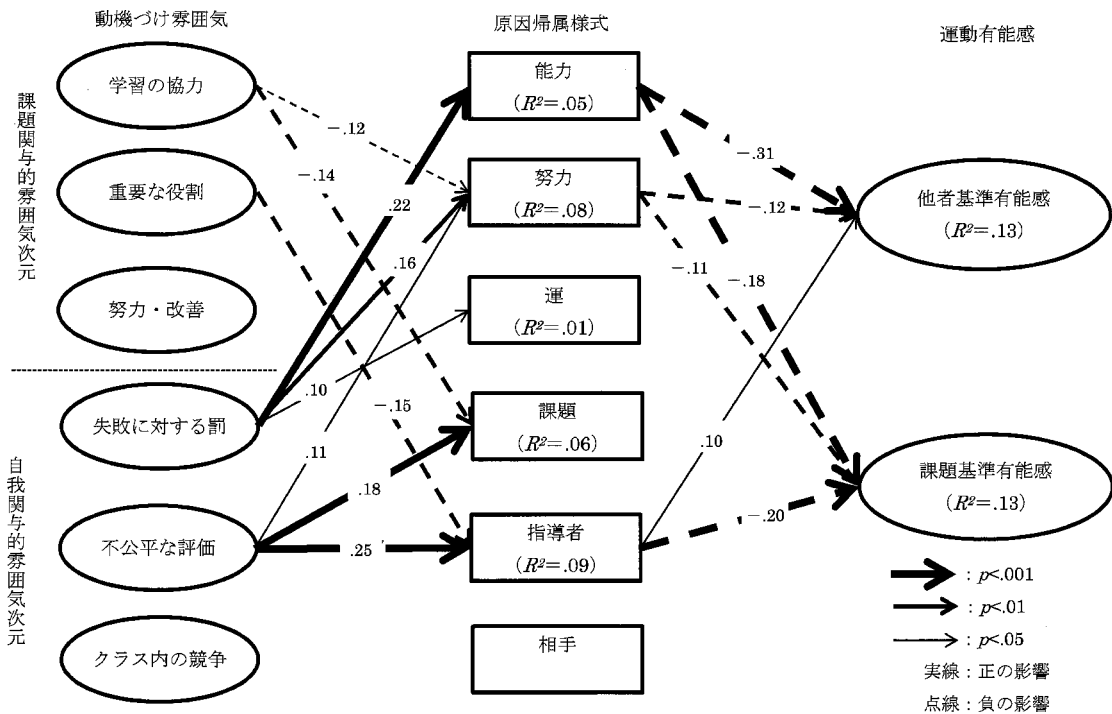 動機づけ雰囲気
原因帰属様式
運動有能感
課題関与的雰囲気次元
学習の協力
重要な役割
努力・改善
自我関与的雰囲気次元
失敗に対する罰
不公平な評価
クラス内の競争
能力
(R²=.05)
努力
(R²=.08)
運
(R²=.01)
課題
(R²=.06)
指導者
(R²=.09)
相手
他者基準有能感
(R²=.13)
課題基準有能感
(R²=.13)
-.12
-.14
.22
.16
.10
-.15
.11
.18
.25
-.31
-.12
-.11
-.18
.10
-.20
: p<.001
: p<.01
: p<.05
実線：正の影響
点線：負の影響